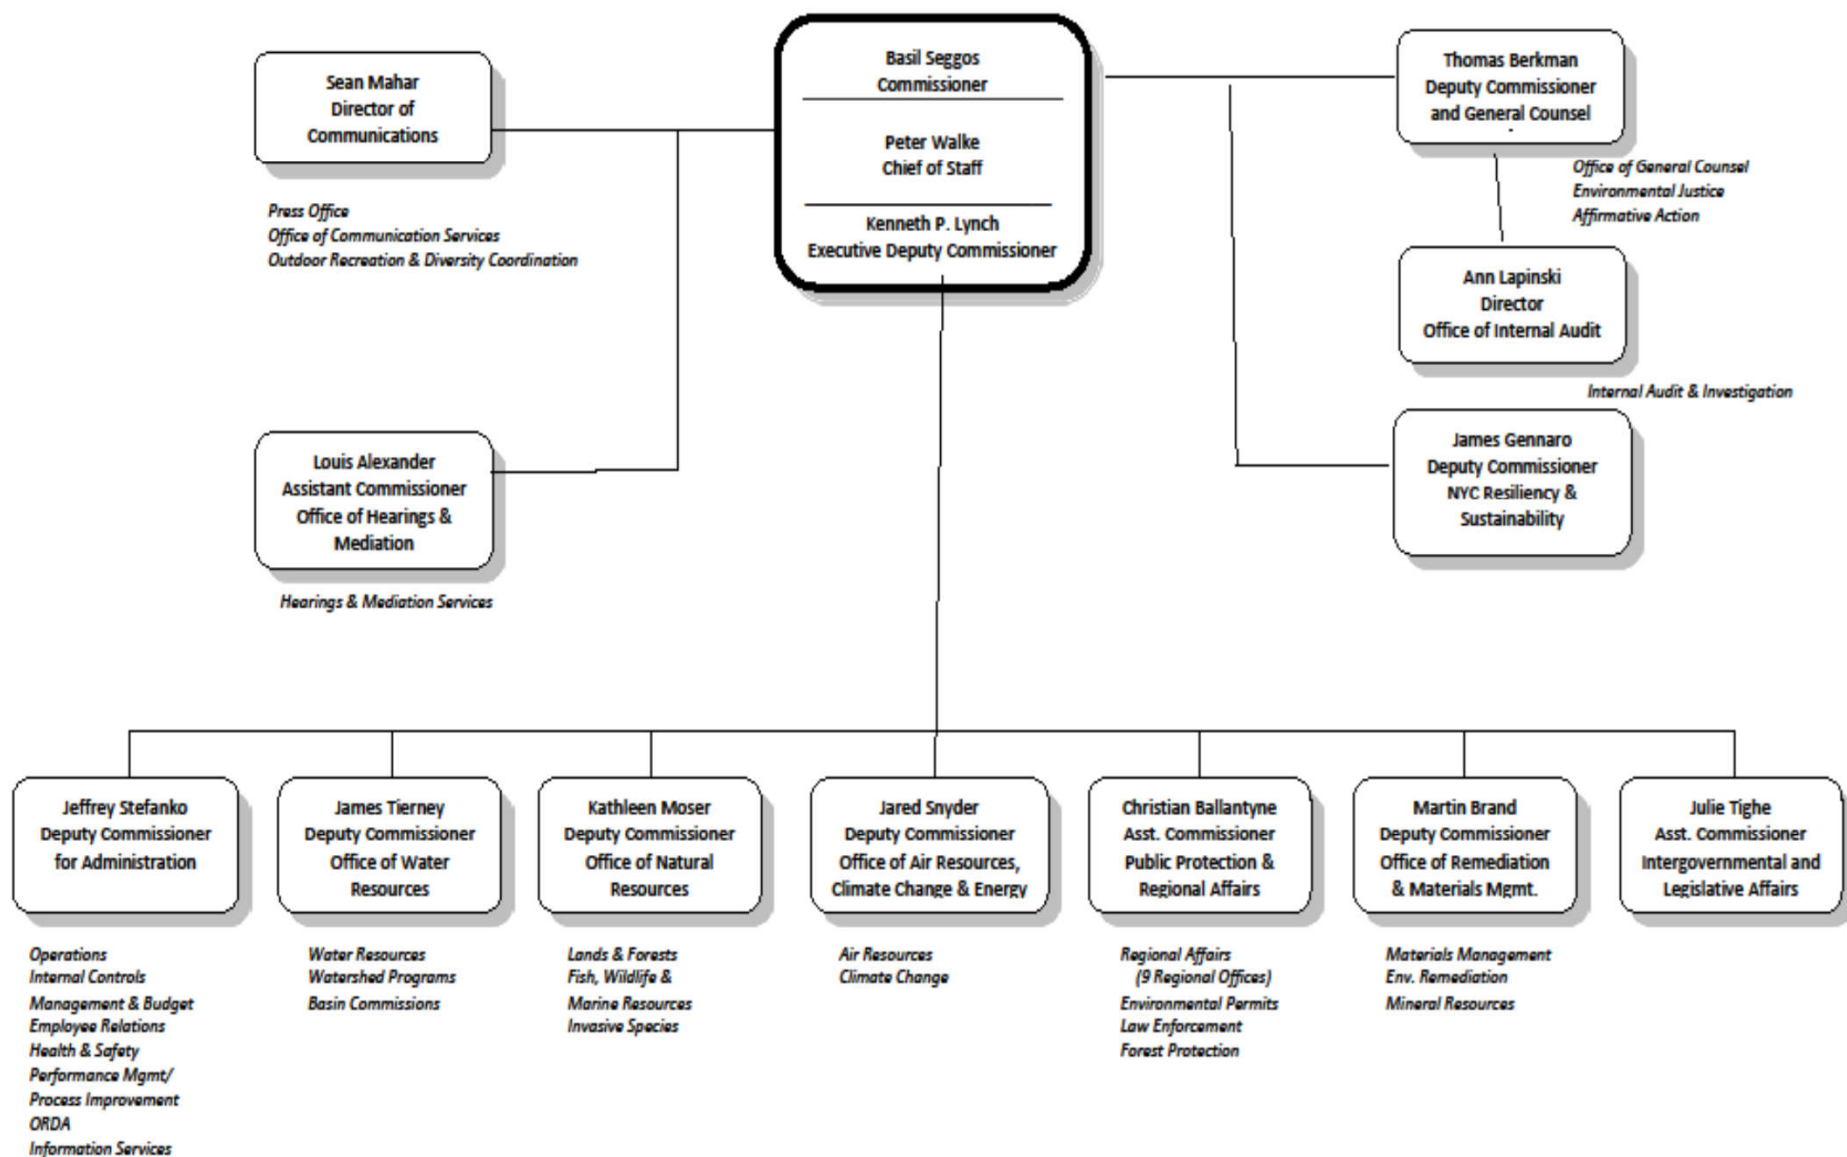 Basil Seggos
Commissioner
Peter Walke
Chief of Staff
Kenneth P. Lynch
Executive Deputy Commissioner
Sean Mahar
Director of
Communications
Press Office
Office of Communication Services
Outdoor Recreation & Diversity Coordination
Louis Alexander
Assistant Commissioner
Office of Hearings &
Mediation
Hearings & Mediation Services
Thomas Berkman
Deputy Commissioner
and General Counsel
-
Office of General Counsel
Environmental Justice
Affirmative Action
Ann Lapinski
Director
Office of Internal Audit
Internal Audit & Investigation
James Gennaro
Deputy Commissioner
NYC Resiliency &
Sustainability
Jeffrey Stefanko
Deputy Commissioner
for Administration
Operations
Internal Controls
Management & Budget
Employee Relations
Health & Safety
Performance Mgmt/
Process Improvement
ORDA
Information Services
James Tierney
Deputy Commissioner
Office of Water
Resources
Water Resources
Watershed Programs
Basin Commissions
Kathleen Moser
Deputy Commissioner
Office of Natural
Resources
Lands & Forests
Fish, Wildlife &
Marine Resources
Invasive Species
Jared Snyder
Deputy Commissioner
Office of Air Resources,
Climate Change & Energy
Air Resources
Climate Change
Christian Ballantyne
Asst. Commissioner
Public Protection &
Regional Affairs
Regional Affairs
(9 Regional Offices)
Environmental Permits
Law Enforcement
Forest Protection
Martin Brand
Deputy Commissioner
Office of Remediation
& Materials Mgmt.
Materials Management
Env. Remediation
Mineral Resources
Julie Tighe
Asst. Commissioner
Intergovernmental and
Legislative Affairs